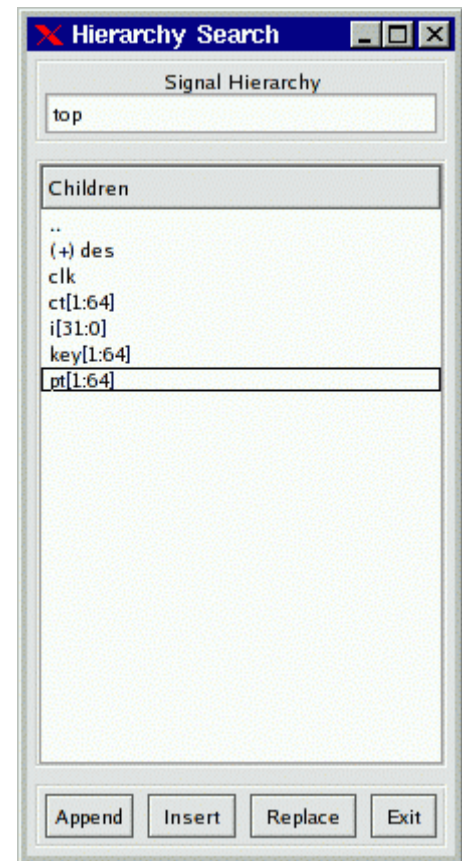 Hierarchy Search
Signal Hierarchy
top
Children
..
(+) des
clk
ct[1:64]
i[31:0]
key[1:64]
pt[1:64]
Append Insert Replace Exit